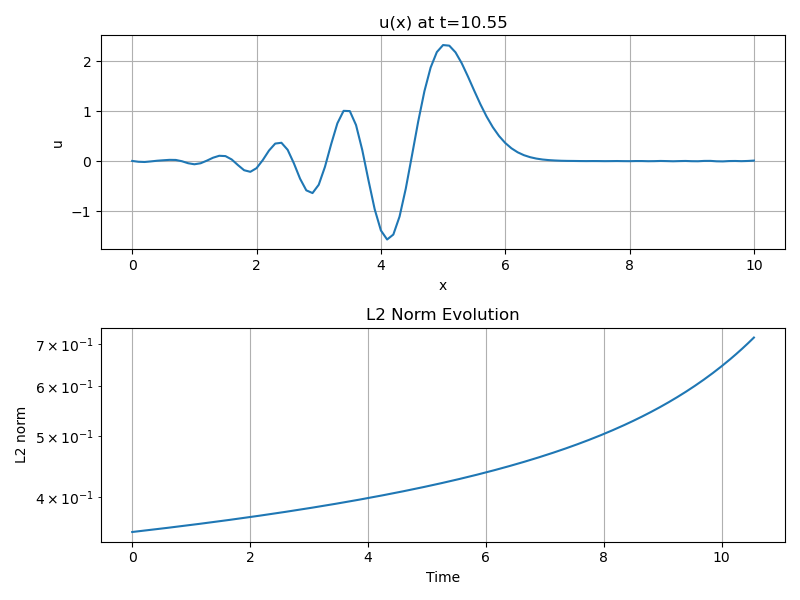 u(x) at t=10.55
2
1
0
−1
u
0 2 4 6 8 10
x
L2 Norm Evolution
7 × 10⁻¹
6 × 10⁻¹
5 × 10⁻¹
4 × 10⁻¹
L2 norm
0 2 4 6 8 10
Time